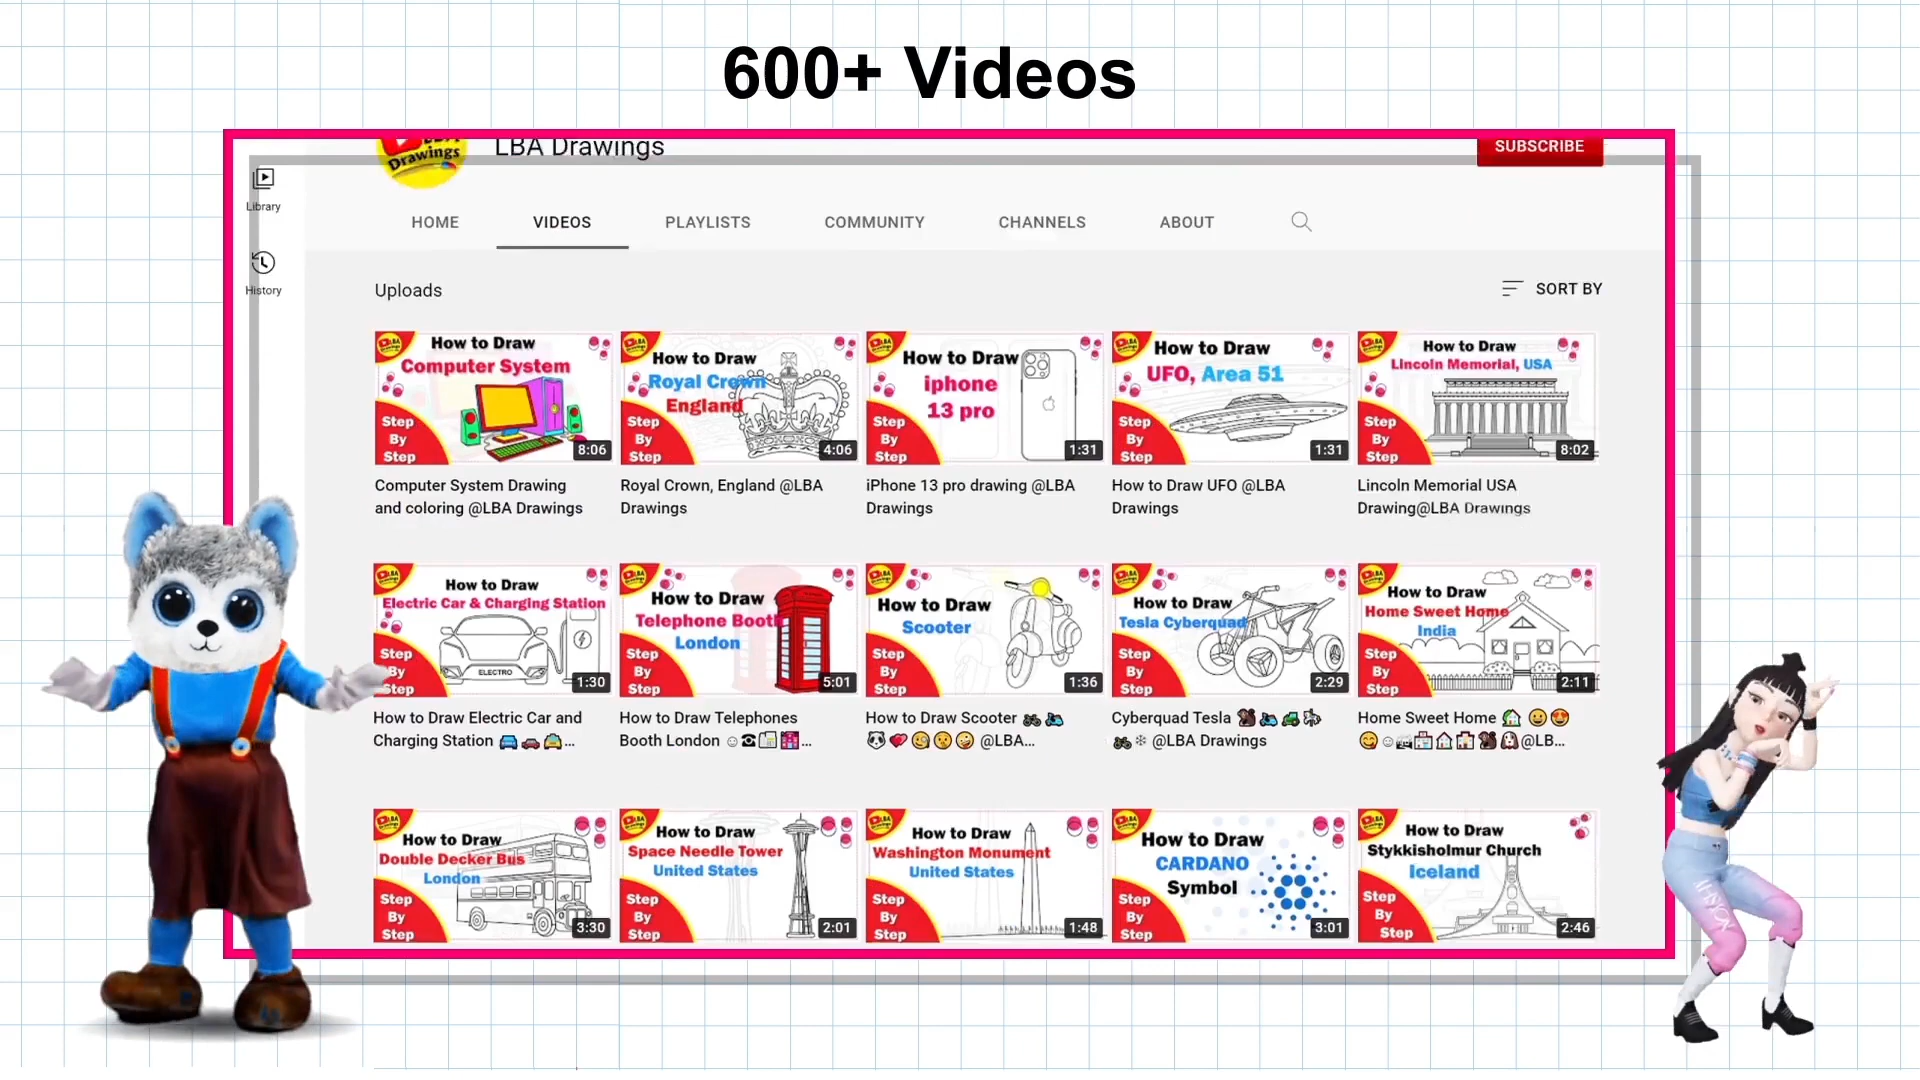 600+ Videos
LBA Drawings
SUBSCRIBE
Drawings
Library
HOME
VIDEOS
PLAYLISTS
COMMUNITY
CHANNELS
ABOUT
History
Uploads
SORT BY
How to Draw
Computer System
Step
By
Step
8:06
How to Draw
Royal Crown
England
Step
By
Step
4:06
How to Draw
iphone
13 pro
Step
By
Step
1:31
How to Draw
UFO, Area 51
Step
By
Step
1:31
How to Draw
Lincoln Memorial, USA
Step
By
Step
8:02
Computer System Drawing
and coloring @LBA Drawings
Royal Crown, England @LBA
Drawings
iPhone 13 pro drawing @LBA
Drawings
How to Draw UFO @LBA
Drawings
Lincoln Memorial USA
Drawing@LBA Drawings
How to Draw
Electric Car & Charging Station
ELECTRO
Step
By
Step
1:30
How to Draw
Telephone Booth
London
Step
By
Step
5:01
How to Draw
Scooter
Step
By
Step
1:36
How to Draw
Tesla Cyberquad
Step
By
Step
2:29
How to Draw
Home Sweet Home
India
Step
By
Step
2:11
How to Draw Electric Car and
Charging Station 🚘🚗🚖...
How to Draw Telephones
Booth London ☺☎...
How to Draw Scooter
@LBA...
Cyberquad Tesla
@LBA Drawings
Home Sweet Home
@LB...
How to Draw
Double Decker Bus
London
Step
By
Step
3:30
How to Draw
Space Needle Tower
United States
Step
By
Step
2:01
How to Draw
Washington Monument
United States
Step
By
Step
1:48
How to Draw
CARDANO
Symbol
Step
By
Step
3:01
How to Draw
Stykkisholmur Church
Iceland
Step
By
Step
2:46